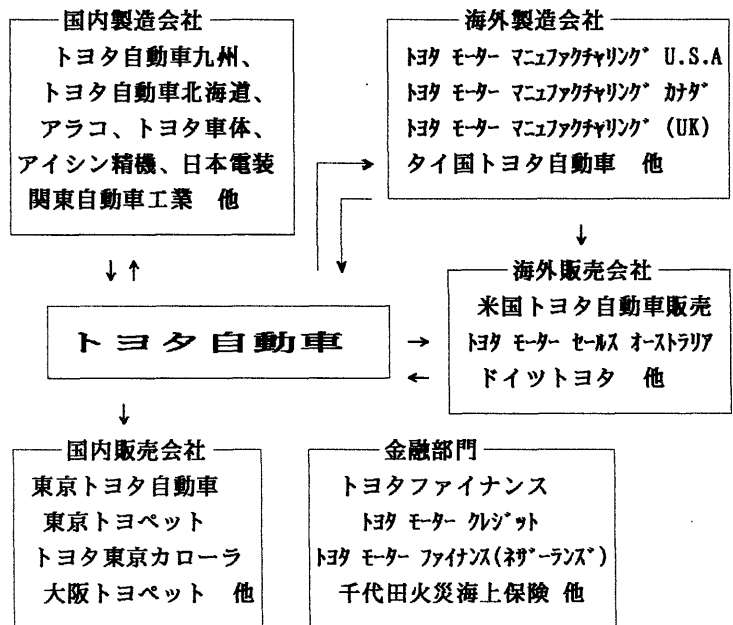 国内製造会社
トヨタ自動車九州、
トヨタ自動車北海道、
アラコ、トヨタ車体、
アイシン精機、日本電装
関東自動車工業 他
海外製造会社
ﾄﾖﾀ ﾓｰﾀｰ ﾏﾆｭﾌｧｸﾁｬﾘﾝｸﾞ U.S.A
ﾄﾖﾀ ﾓｰﾀｰ ﾏﾆｭﾌｧｸﾁｬﾘﾝｸﾞ ｶﾅﾀﾞ
ﾄﾖﾀ ﾓｰﾀｰ ﾏﾆｭﾌｧｸﾁｬﾘﾝｸﾞ (UK)
タイ国トヨタ自動車 他
↓↑
↓
トヨタ自動車
→
←
海外販売会社
米国トヨタ自動車販売
ﾄﾖﾀ ﾓｰﾀｰ ｾｰﾙｽ ｵｰｽﾄﾗﾘｱ
ドイツトヨタ 他
↓
国内販売会社
東京トヨタ自動車
東京トヨペット
トヨタ東京カローラ
大阪トヨペット 他
金融部門
トヨタファイナンス
ﾄﾖﾀ ﾓｰﾀｰ ｸﾚｼﾞｯﾄ
ﾄﾖﾀ ﾓｰﾀｰ ﾌｧｲﾅﾝｽ(ﾈｻﾞｰﾗﾝｽﾞ)
千代田火災海上保険 他